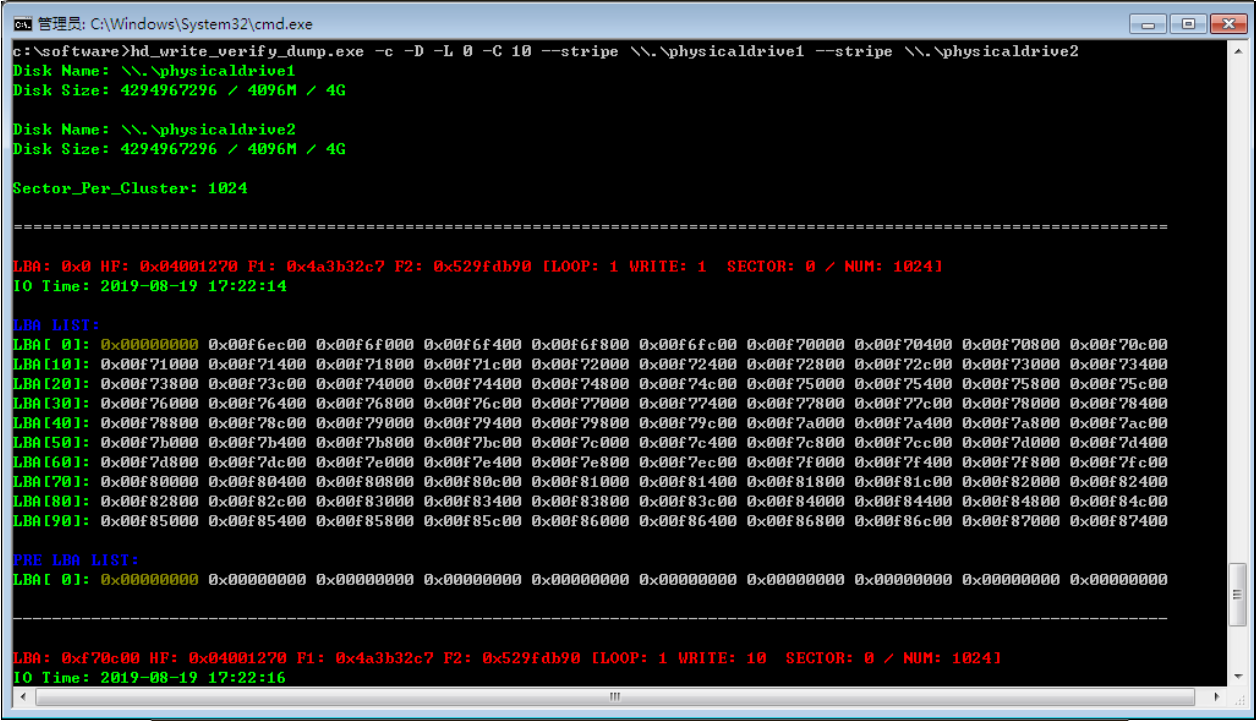 管理员: C:\Windows\System32\cmd.exe
c:\software>hd_write_verify_dump.exe -c -D -L 0 -C 10 --stripe \\.\physicaldrive1 --stripe \\.\physicaldrive2
Disk Name: \\.\physicaldrive1
Disk Size: 4294967296 / 4096M / 4G
Disk Name: \\.\physicaldrive2
Disk Size: 4294967296 / 4096M / 4G
Sector_Per_Cluster: 1024
===========================================================================================================
LBA: 0x0 HF: 0x04001270 F1: 0x4a3b32c7 F2: 0x529fdb90 [LOOP: 1 WRITE: 1  SECTOR: 0 / NUM: 1024]
IO Time: 2019-08-19 17:22:14
LBA LIST:
LBA[ 0]: 0x00000000 0x00f6ec00 0x00f6f000 0x00f6f400 0x00f6f800 0x00f6fc00 0x00f70000 0x00f70400 0x00f70800 0x00f70c00
LBA[10]: 0x00f71000 0x00f71400 0x00f71800 0x00f71c00 0x00f72000 0x00f72400 0x00f72800 0x00f72c00 0x00f73000 0x00f73400
LBA[20]: 0x00f73800 0x00f73c00 0x00f74000 0x00f74400 0x00f74800 0x00f74c00 0x00f75000 0x00f75400 0x00f75800 0x00f75c00
LBA[30]: 0x00f76000 0x00f76400 0x00f76800 0x00f76c00 0x00f77000 0x00f77400 0x00f77800 0x00f77c00 0x00f78000 0x00f78400
LBA[40]: 0x00f78800 0x00f78c00 0x00f79000 0x00f79400 0x00f79800 0x00f79c00 0x00f7a000 0x00f7a400 0x00f7a800 0x00f7ac00
LBA[50]: 0x00f7b000 0x00f7b400 0x00f7b800 0x00f7bc00 0x00f7c000 0x00f7c400 0x00f7c800 0x00f7cc00 0x00f7d000 0x00f7d400
LBA[60]: 0x00f7d800 0x00f7dc00 0x00f7e000 0x00f7e400 0x00f7e800 0x00f7ec00 0x00f7f000 0x00f7f400 0x00f7f800 0x00f7fc00
LBA[70]: 0x00f80000 0x00f80400 0x00f80800 0x00f80c00 0x00f81000 0x00f81400 0x00f81800 0x00f81c00 0x00f82000 0x00f82400
LBA[80]: 0x00f82800 0x00f82c00 0x00f83000 0x00f83400 0x00f83800 0x00f83c00 0x00f84000 0x00f84400 0x00f84800 0x00f84c00
LBA[90]: 0x00f85000 0x00f85400 0x00f85800 0x00f85c00 0x00f86000 0x00f86400 0x00f86800 0x00f86c00 0x00f87000 0x00f87400
PRE LBA LIST:
LBA[ 0]: 0x00000000 0x00000000 0x00000000 0x00000000 0x00000000 0x00000000 0x00000000 0x00000000 0x00000000 0x00000000
-----------------------------------------------------------------------------------------------------------
LBA: 0xf70c00 HF: 0x04001270 F1: 0x4a3b32c7 F2: 0x529fdb90 [LOOP: 1 WRITE: 10  SECTOR: 0 / NUM: 1024]
IO Time: 2019-08-19 17:22:16